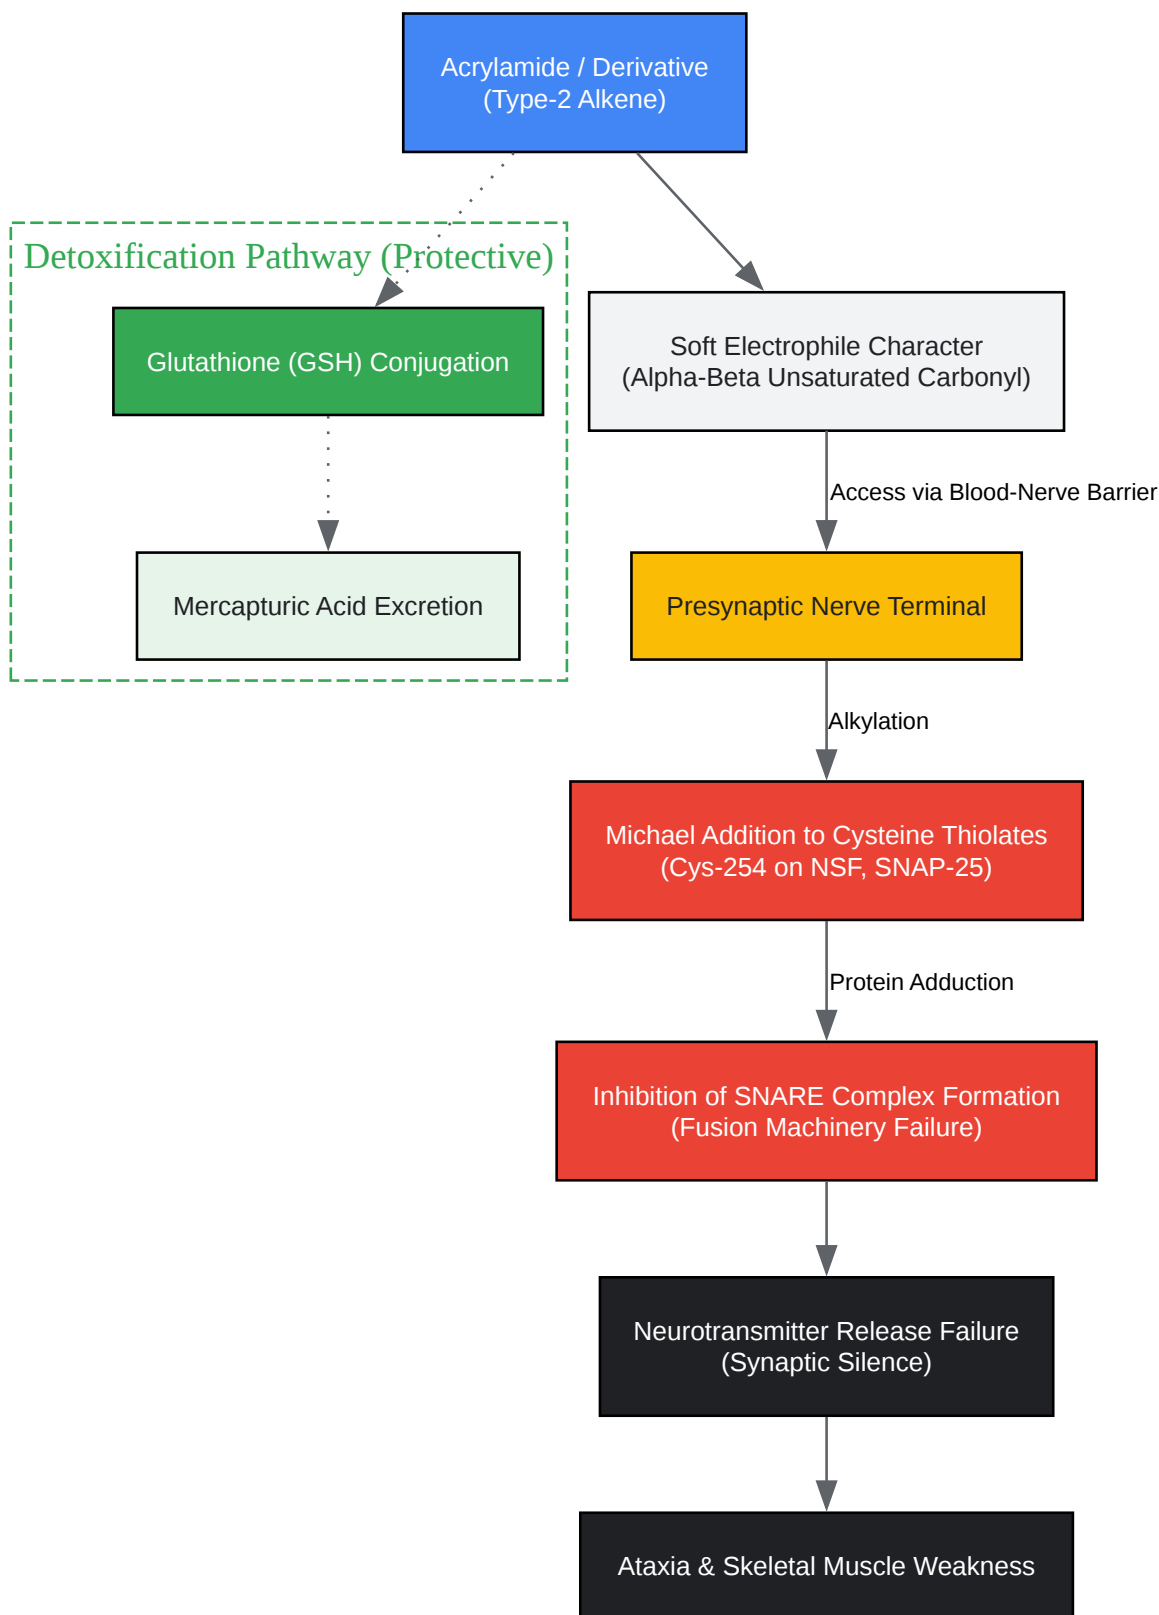 Acrylamide / Derivative
(Type-2 Alkene)
Detoxification Pathway (Protective)
Glutathione (GSH) Conjugation
Mercapturic Acid Excretion
Soft Electrophile Character
(Alpha-Beta Unsaturated Carbonyl)
Access via Blood-Nerve Barrier
Presynaptic Nerve Terminal
Alkylation
Michael Addition to Cysteine Thiolates
(Cys-254 on NSF, SNAP-25)
Protein Adduction
Inhibition of SNARE Complex Formation
(Fusion Machinery Failure)
Neurotransmitter Release Failure
(Synaptic Silence)
Ataxia & Skeletal Muscle Weakness